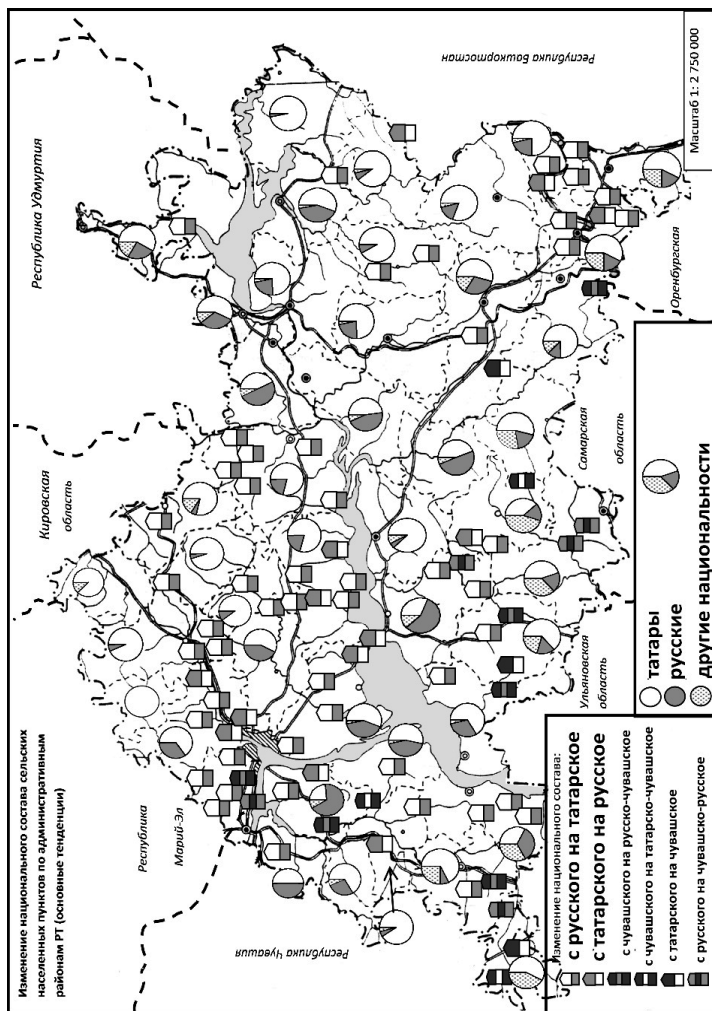 Изменение национального состава сельских
населенных пунктов по административным
районам РТ (основные тенденции)
Кировская
область
Республика Удмуртия
Республика
Марий-Эл
Республика Чувашия
Республика Башкортостан
Ульяновская
область
Самарская
область
Оренбургская
Масштаб 1: 2 750 000
Изменение национального состава:
с русского на татарское
с татарского на русское
с чувашского на русско-чувашское
с чувашского на татарско-чувашское
с татарского на чувашское
с русского на чувашско-русское
татары
русские
другие национальности